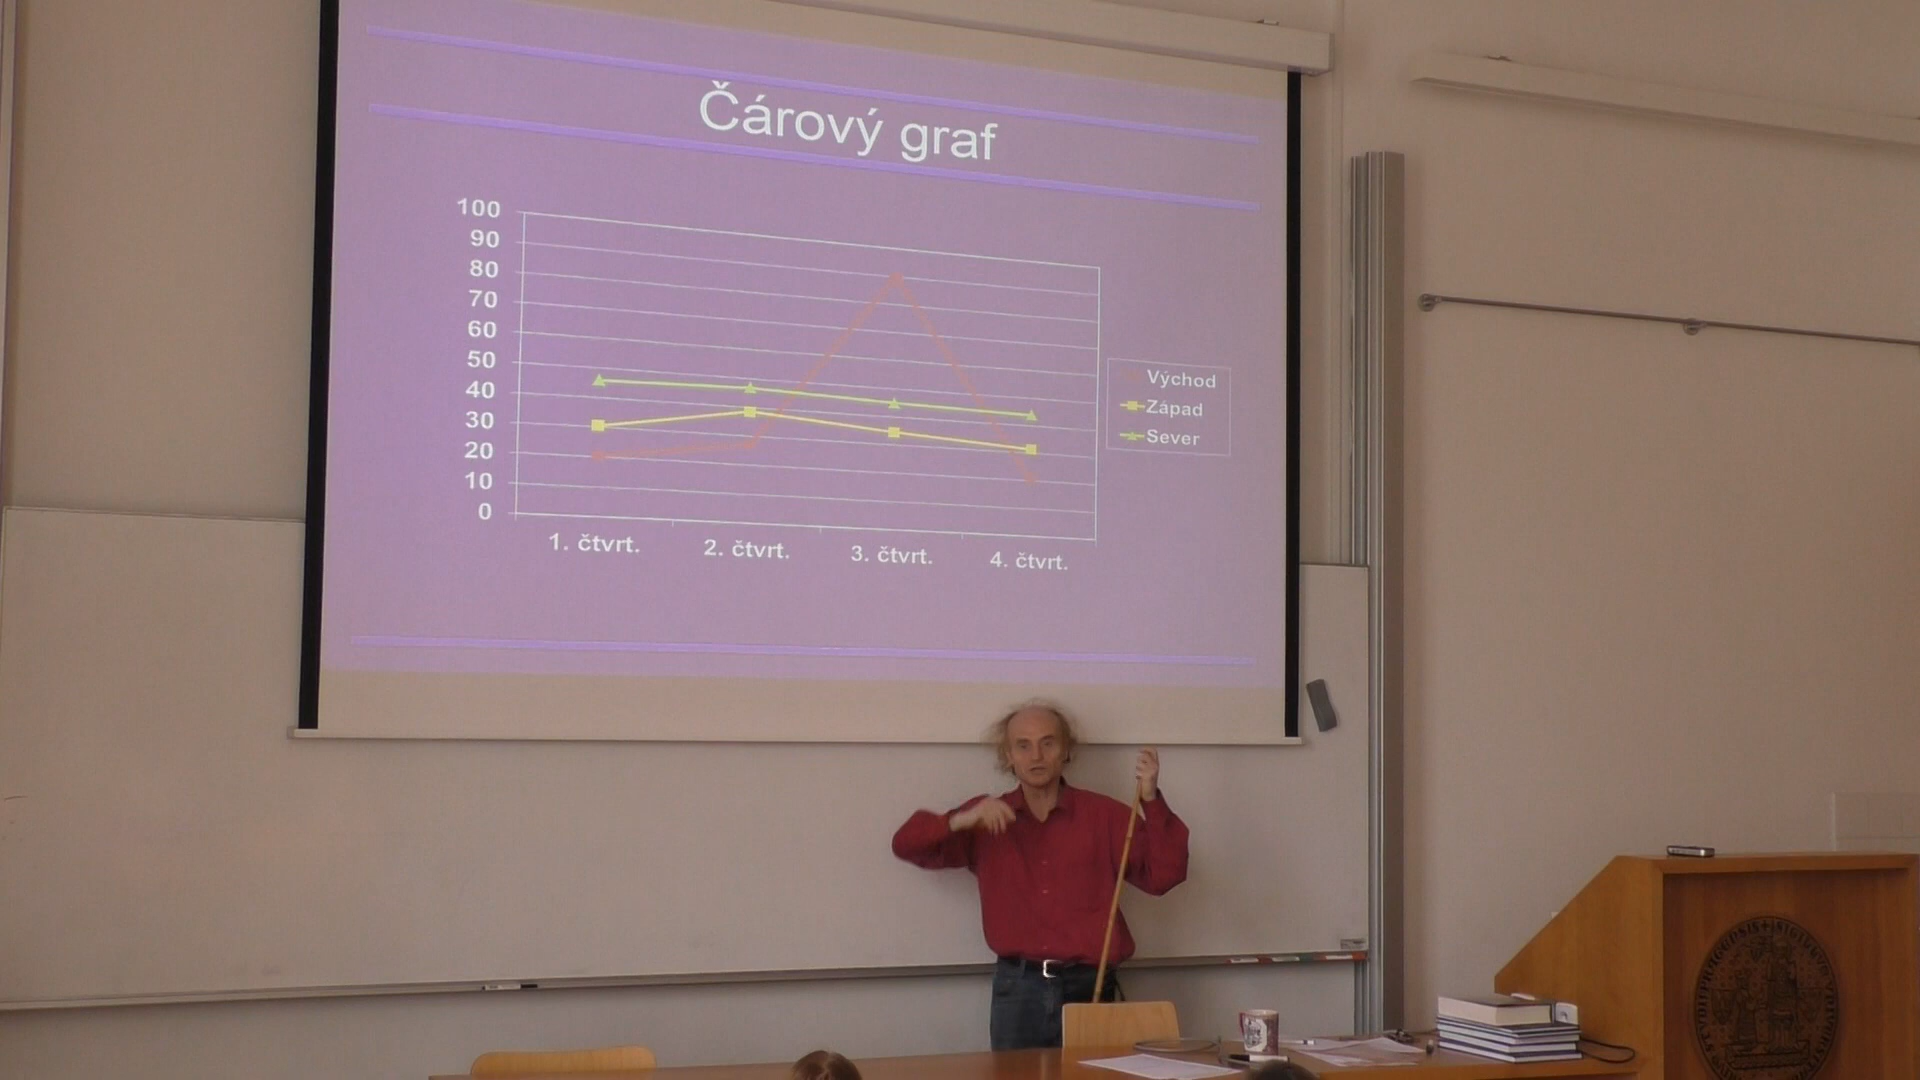 Čárový graf
100
90
80
70
60
50
40
30
20
10
0
1. čtvrt.
2. čtvrt.
3. čtvrt.
4. čtvrt.
Východ
Západ
Sever